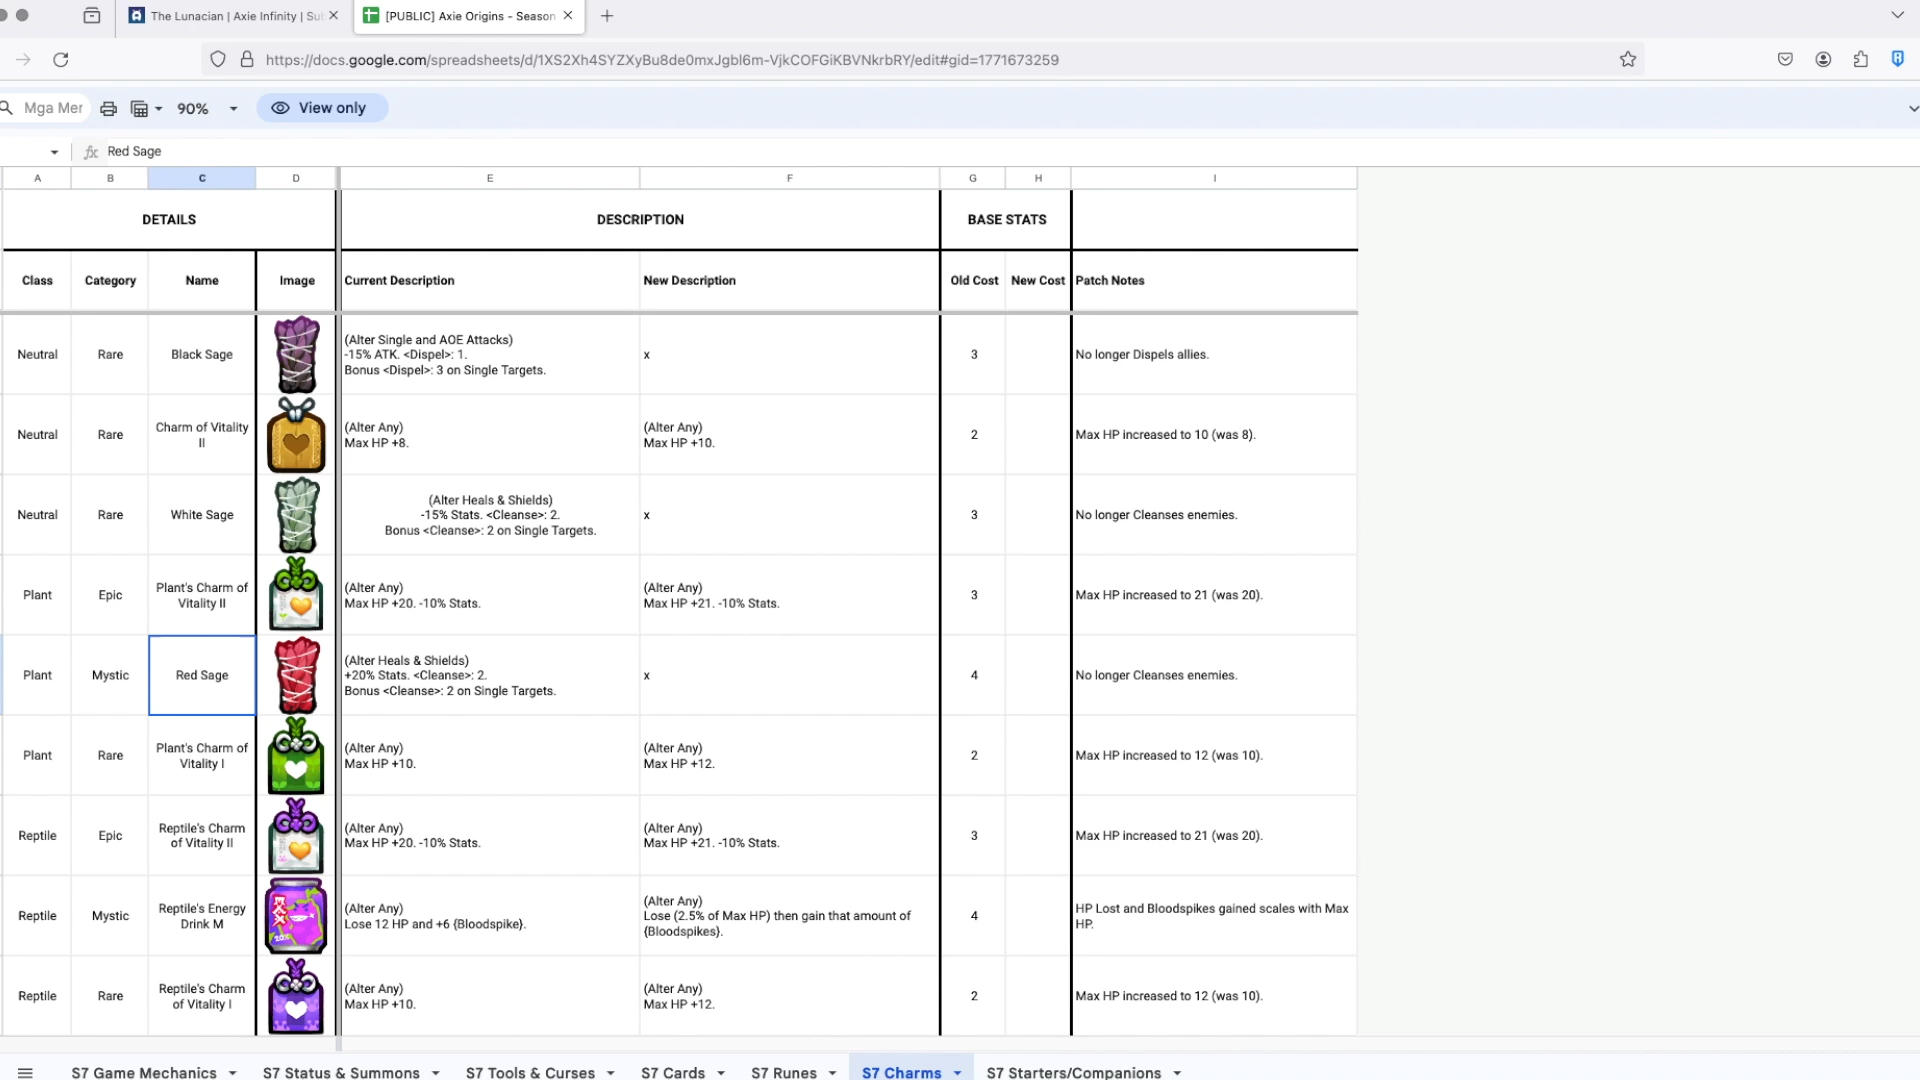 The Lunacian | Axie Infinity | Su
[PUBLIC] Axie Origins - Season
https://docs.google.com/spreadsheets/d/1XS2Xh4SYZXyBu8de0mxJgbl6m-VjkCOFGiKBVNkrbRY/edit#gid=1771673259
Mga Mer
90%
View only
fx Red Sage
A B C D E F G H I
DETAILS DESCRIPTION BASE STATS
Class Category Name Image Current Description New Description Old Cost New Cost Patch Notes
Neutral Rare Black Sage
(Alter Single and AOE Attacks)
-15% ATK. <Dispel>: 1.
Bonus <Dispel>: 3 on Single Targets.
x
3
No longer Dispels allies.
Neutral Rare
Charm of Vitality
II
(Alter Any)
Max HP +8.
(Alter Any)
Max HP +10.
2
Max HP increased to 10 (was 8).
Neutral Rare White Sage
(Alter Heals & Shields)
-15% Stats. <Cleanse>: 2.
Bonus <Cleanse>: 2 on Single Targets.
x
3
No longer Cleanses enemies.
Plant Epic
Plant's Charm of
Vitality II
(Alter Any)
Max HP +20. -10% Stats.
(Alter Any)
Max HP +21. -10% Stats.
3
Max HP increased to 21 (was 20).
Plant Mystic Red Sage
(Alter Heals & Shields)
+20% Stats. <Cleanse>: 2.
Bonus <Cleanse>: 2 on Single Targets.
x
4
No longer Cleanses enemies.
Plant Rare
Plant's Charm of
Vitality I
(Alter Any)
Max HP +10.
(Alter Any)
Max HP +12.
2
Max HP increased to 12 (was 10).
Reptile Epic
Reptile's Charm
of Vitality II
(Alter Any)
Max HP +20. -10% Stats.
(Alter Any)
Max HP +21. -10% Stats.
3
Max HP increased to 21 (was 20).
Reptile Mystic
Reptile's Energy
Drink M
(Alter Any)
Lose 12 HP and +6 {Bloodspike}.
(Alter Any)
Lose (2.5% of Max HP) then gain that amount of
{Bloodspikes}.
4
HP Lost and Bloodspikes gained scales with Max
HP.
Reptile Rare
Reptile's Charm
of Vitality I
(Alter Any)
Max HP +10.
(Alter Any)
Max HP +12.
2
Max HP increased to 12 (was 10).
S7 Game Mechanics S7 Status & Summons S7 Tools & Curses S7 Cards S7 Runes S7 Charms S7 Starters/Companions